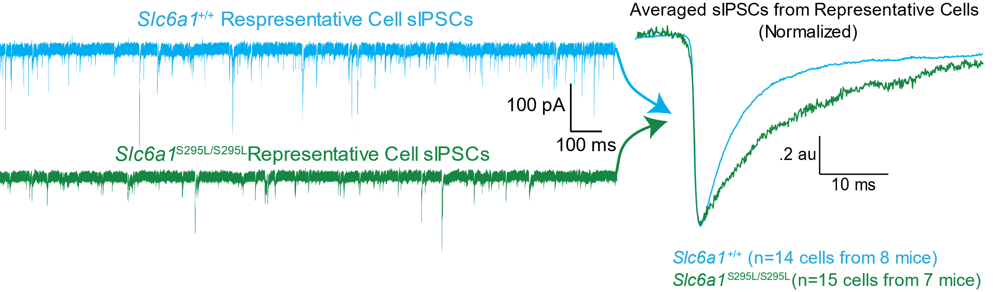 Slc6a1+/+ Respresentative Cell sIPSCs
Averaged sIPSCs from Representative Cells
(Normalized)
100 pA
100 ms
Slc6a1S295L/S295LRepresentative Cell sIPSCs
.2 au
10 ms
Slc6a1+/+ (n=14 cells from 8 mice)
Slc6a1S295L/S295L(n=15 cells from 7 mice)